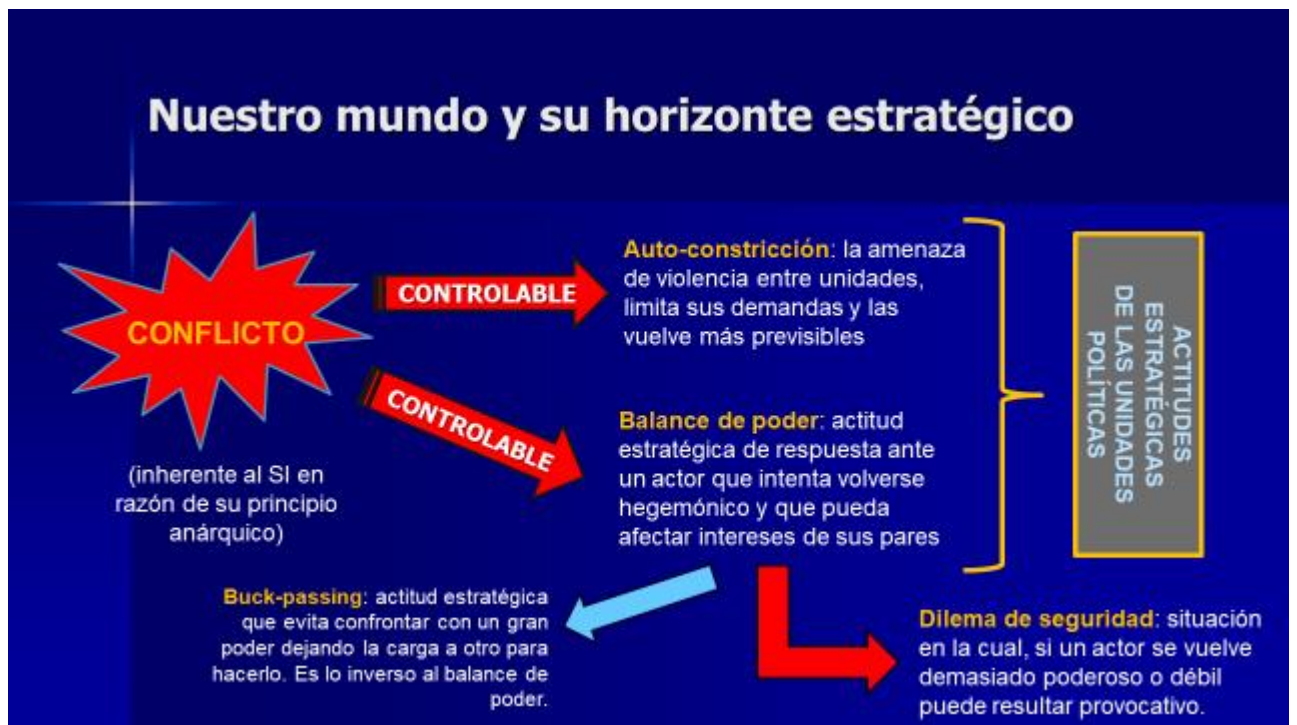 Nuestro mundo y su horizonte estratégico
CONFLICTO
(inherente al SI en
razón de su principio
anárquico)
CONTROLABLE
Auto-constricción: la amenaza
de violencia entre unidades,
limita sus demandas y las
vuelve más previsibles
CONTROLABLE
Balance de poder: actitud
estratégica de respuesta ante
un actor que intenta volverse
hegemónico y que pueda
afectar intereses de sus pares
ACTITUDES
ESTRATÉGICAS
DE LAS UNIDADES
POLÍTICAS
Buck-passing: actitud estratégica
que evita confrontar con un gran
poder dejando la carga a otro para
hacerlo. Es lo inverso al balance de
poder.
Dilema de seguridad: situación
en la cual, si un actor se vuelve
demasiado poderoso o débil
puede resultar provocativo.